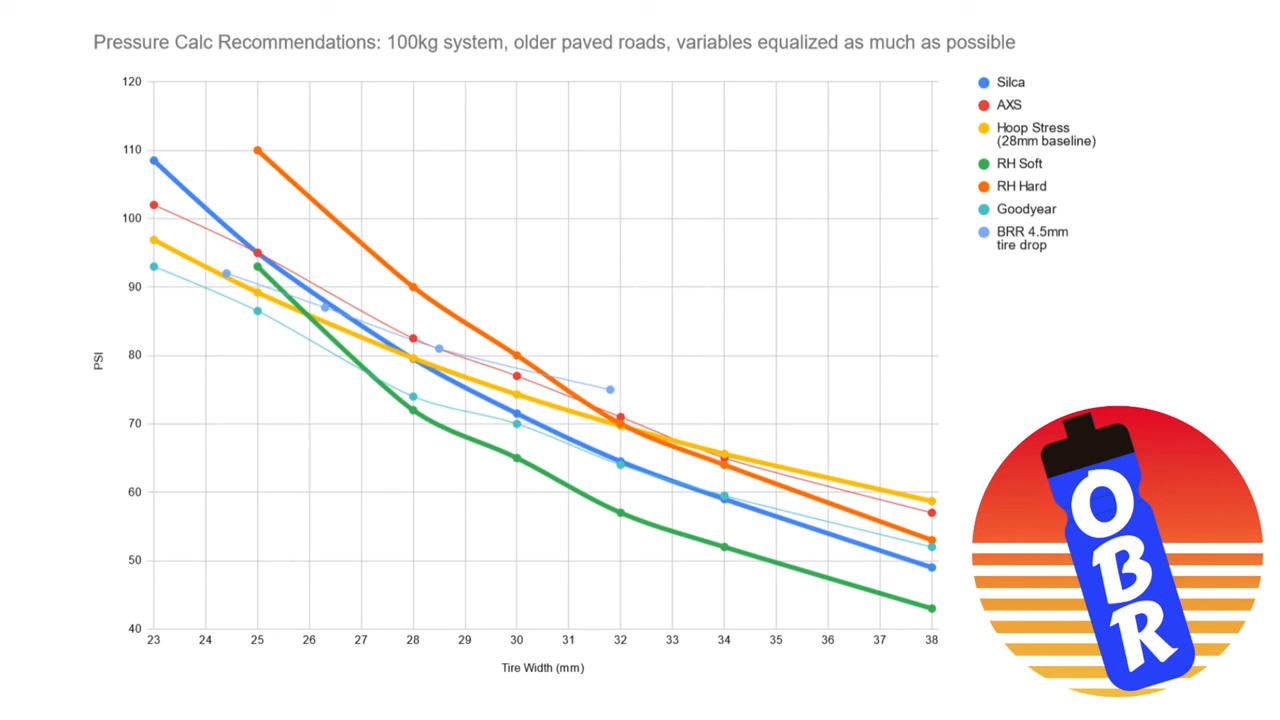 Pressure Calc Recommendations: 100kg system, older paved roads, variables equalized as much as possible
120
110
100
90
80
70
60
50
40
PSI
23 24 25 26 27 28 29 30 31 32 33 34 35 36 37 38
Tire Width (mm)
Silca
AXS
Hoop Stress
(28mm baseline)
RH Soft
RH Hard
Goodyear
BRR 4.5mm
tire drop
OBR